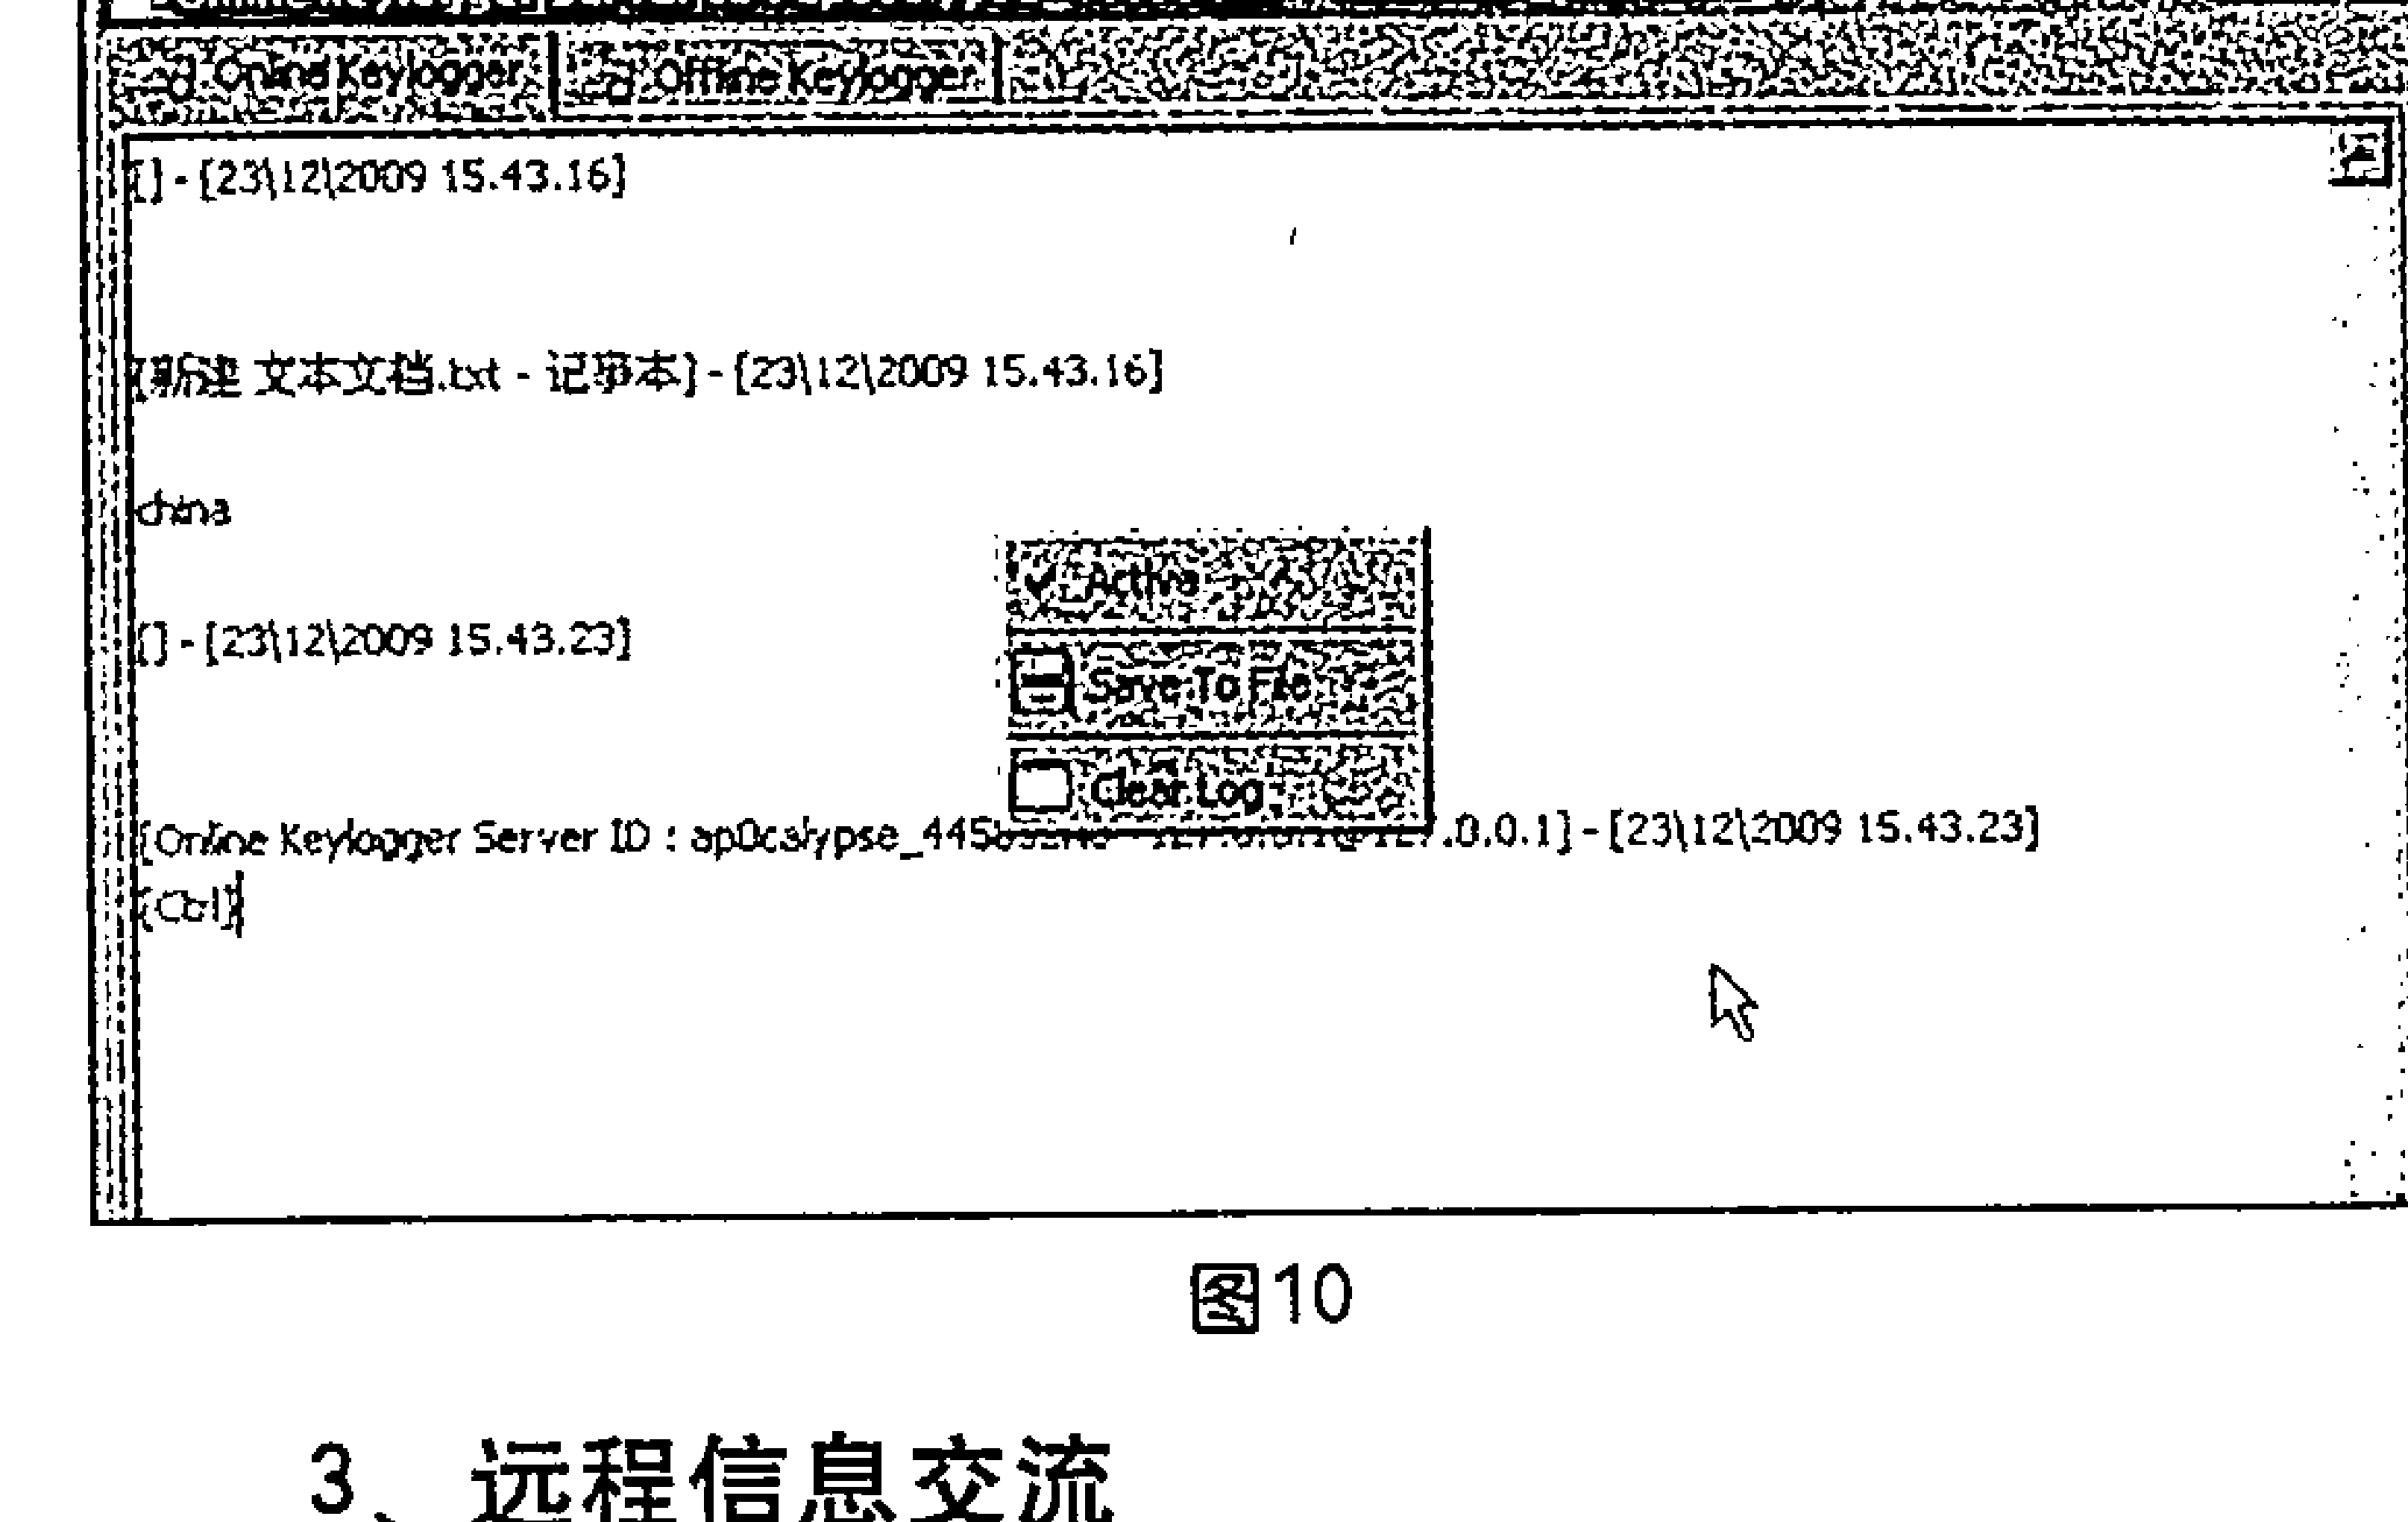 Online Keylogger
Offline Keylogger
[] - [23\12\2009 15.43.16]
[新建 文本文档.txt - 记事本] - [23\12\2009 15.43.16]
china
[] - [23\12\2009 15.43.23]
Active
Save To File
Clear Log
[Online Keylogger Server ID : ap0calypse_445 .0.0.1] - [23\12\2009 15.43.23]
[Ctrl]
图10
3、远程信息交流